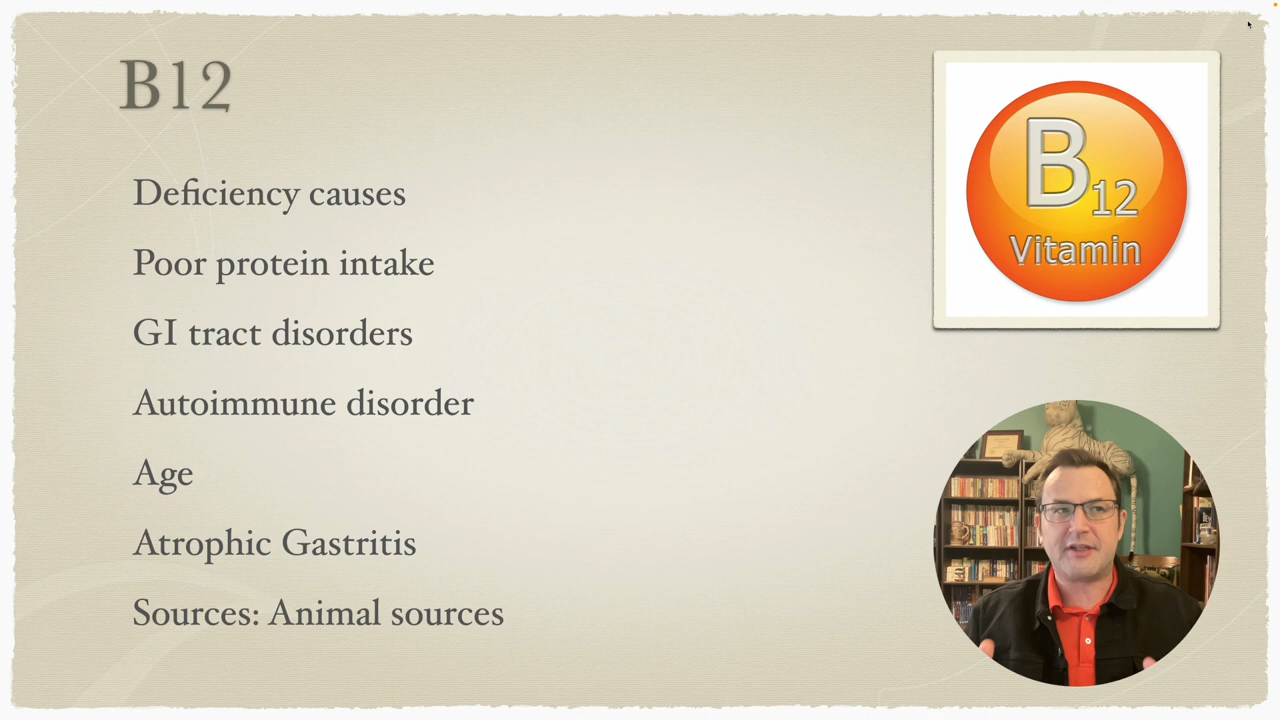 B12
Deficiency causes
Poor protein intake
GI tract disorders
Autoimmune disorder
Age
Atrophic Gastritis
Sources: Animal sources
B12
Vitamin